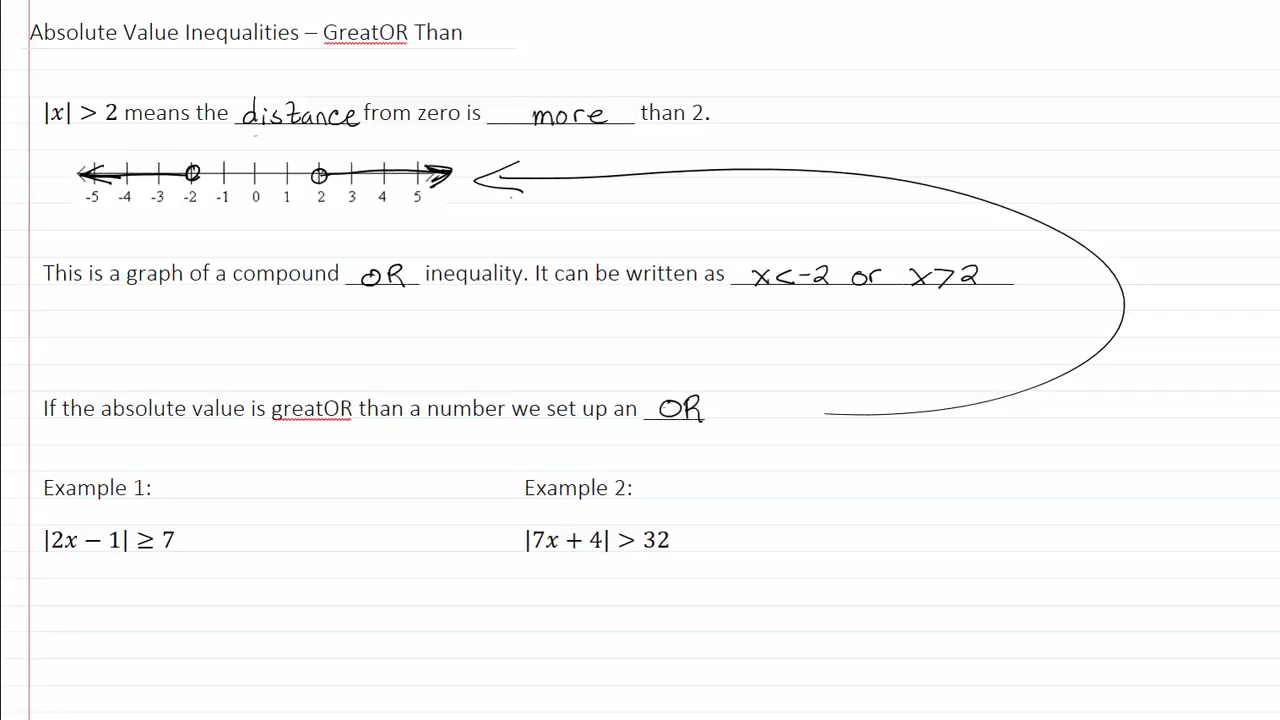 Absolute Value Inequalities – GreatOR Than
|x| > 2 means the distance from zero is more than 2.
-5 -4 -3 -2 -1 0 1 2 3 4 5
This is a graph of a compound OR inequality. It can be written as x<-2 or x>2
If the absolute value is greatOR than a number we set up an OR
Example 1: Example 2:
|2x − 1| ≥ 7 |7x + 4| > 32